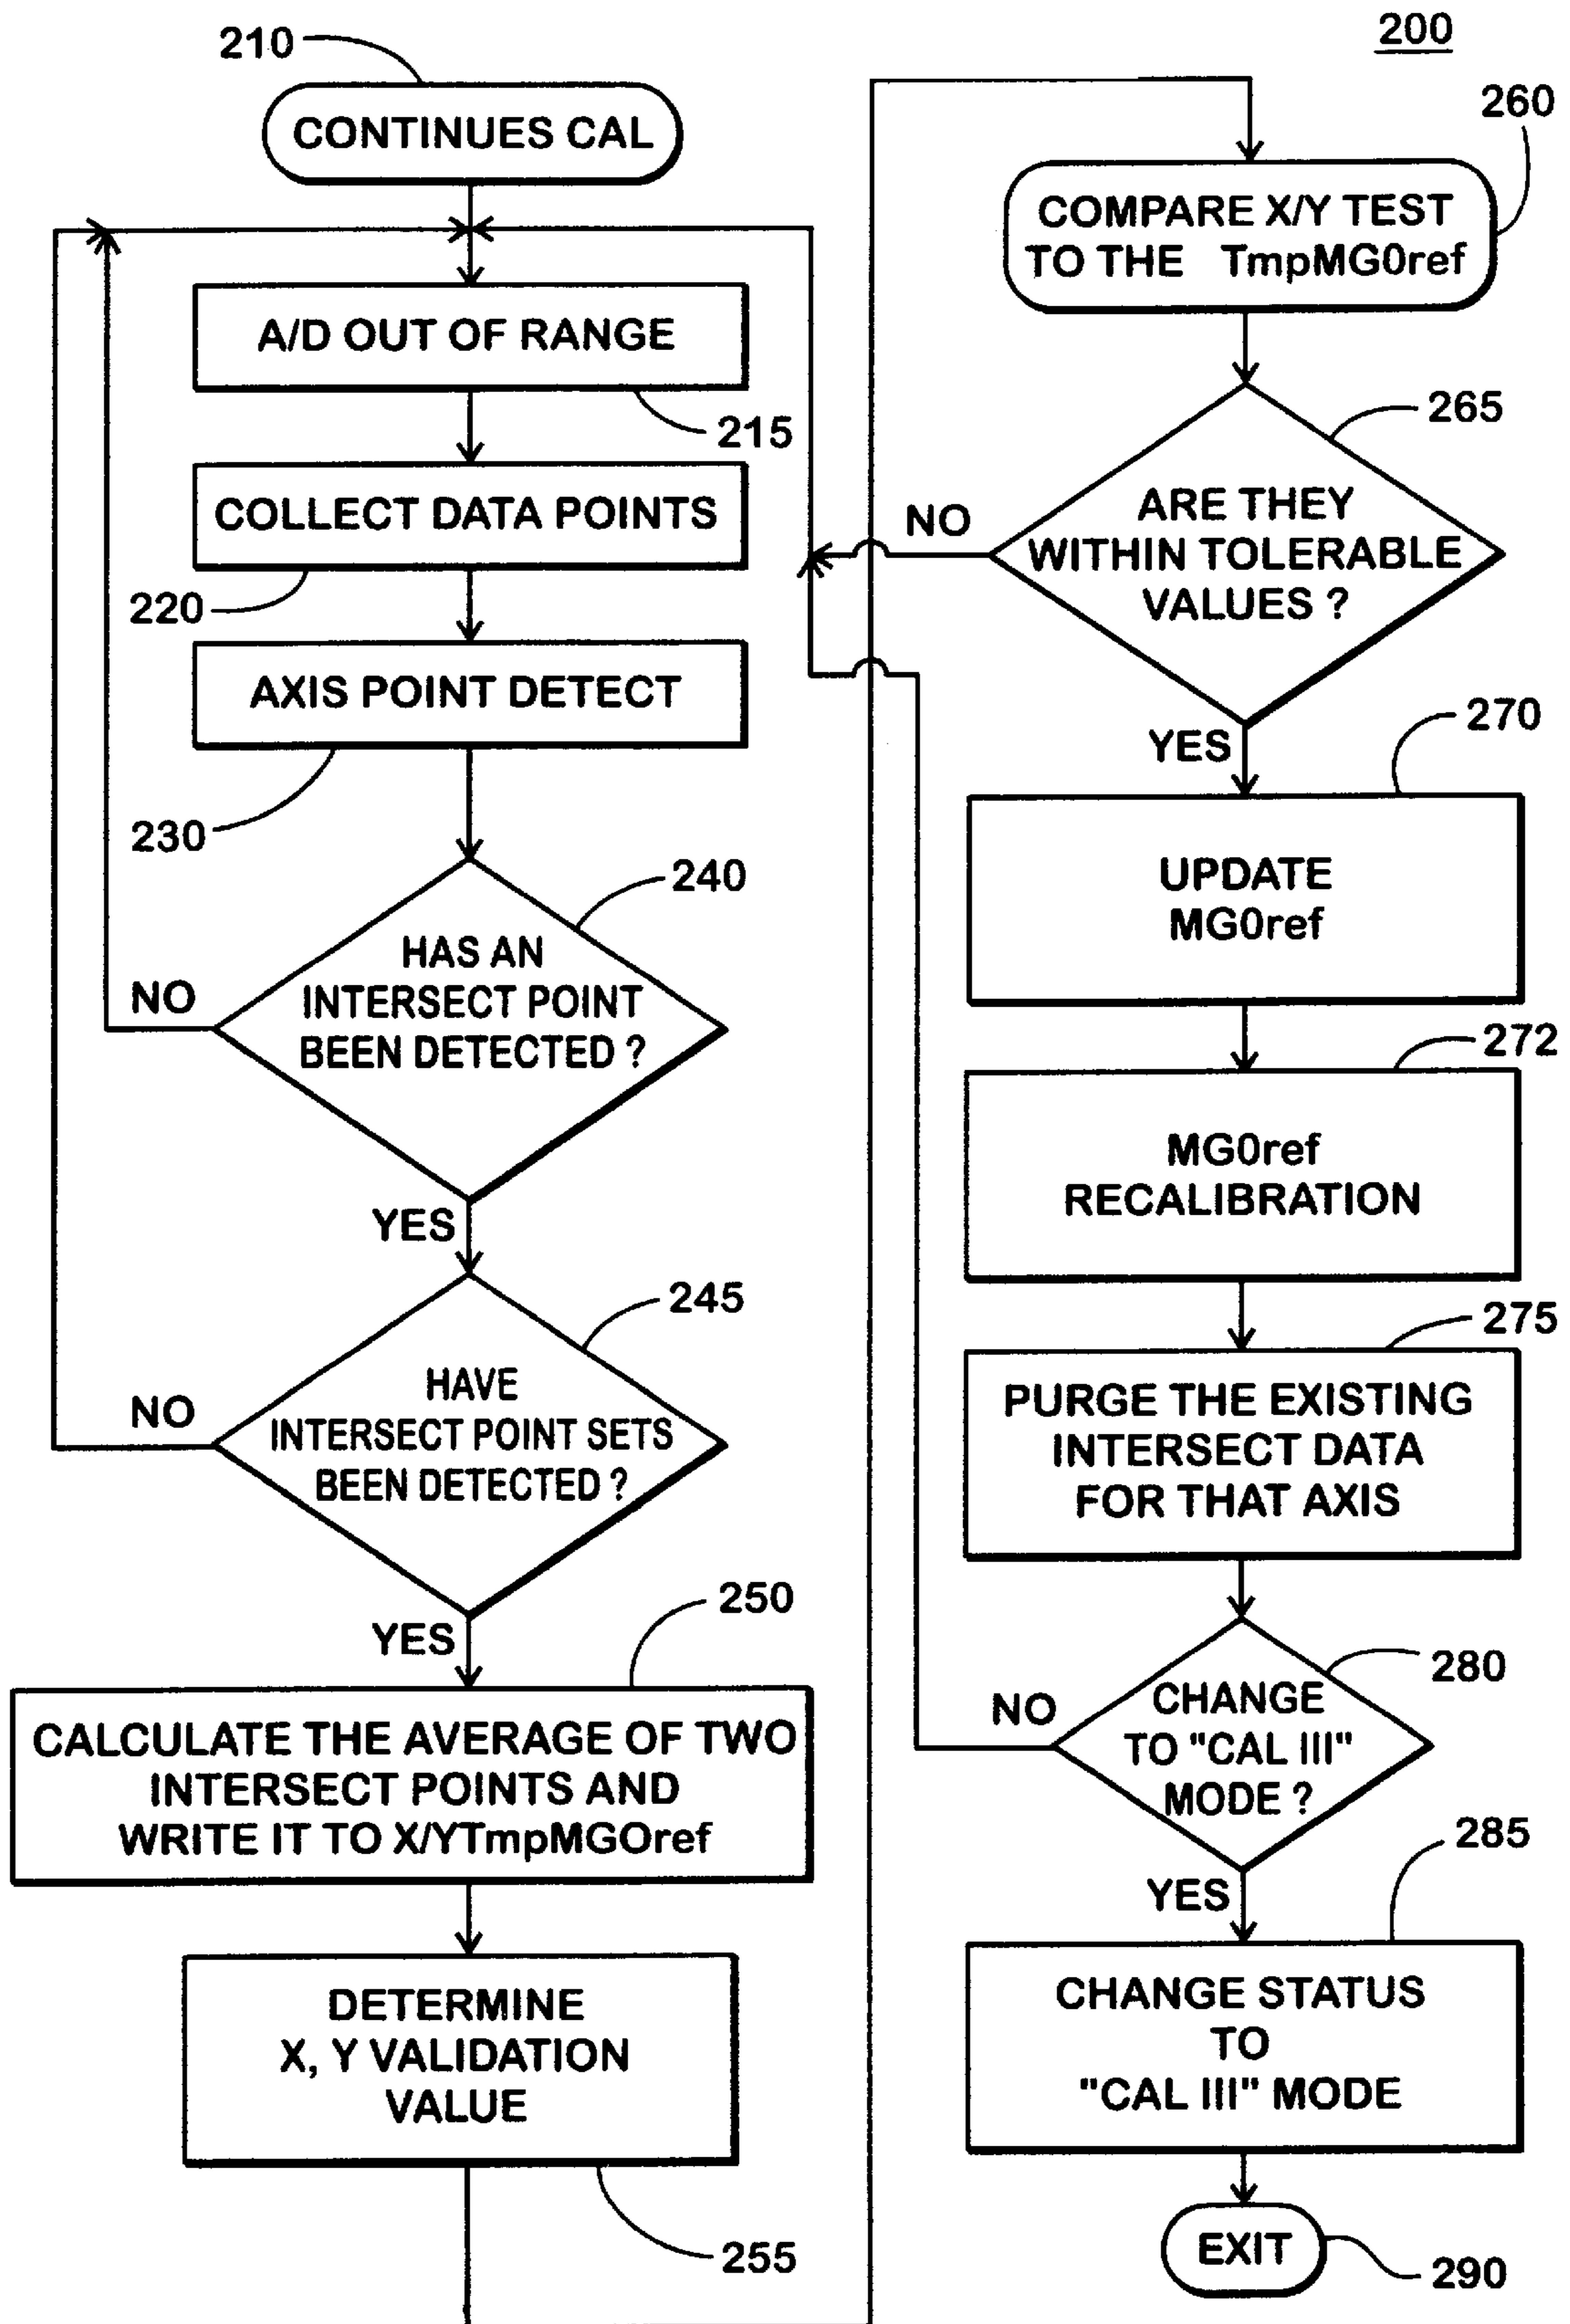 200
210
CONTINUES CAL
A/D OUT OF RANGE
215
COLLECT DATA POINTS
220
AXIS POINT DETECT
230
240
HAS AN
INTERSECT POINT
BEEN DETECTED ?
NO
YES
245
HAVE
INTERSECT POINT SETS
BEEN DETECTED ?
NO
YES
250
CALCULATE THE AVERAGE OF TWO
INTERSECT POINTS AND
WRITE IT TO X/YTmpMGOref
DETERMINE
X, Y VALIDATION
VALUE
255
260
COMPARE X/Y TEST
TO THE TmpMG0ref
265
ARE THEY
WITHIN TOLERABLE
VALUES ?
NO
YES
270
UPDATE
MG0ref
272
MG0ref
RECALIBRATION
275
PURGE THE EXISTING
INTERSECT DATA
FOR THAT AXIS
280
CHANGE
TO "CAL III"
MODE ?
NO
YES
285
CHANGE STATUS
TO
"CAL III" MODE
EXIT
290